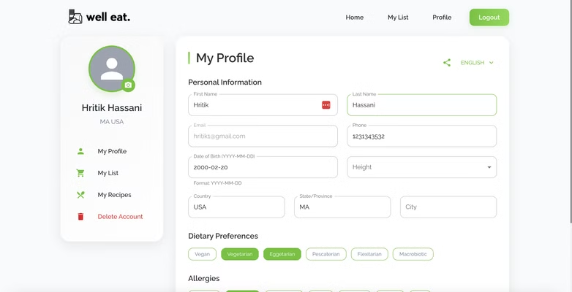 well eat.
Home
My List
Profile
Logout
Hritik Hassani
MA USA
My Profile
My List
My Recipes
Delete Account
My Profile
ENGLISH
Personal Information
First Name
Last Name
Hritik
Hassani
Email
Phone
hritiks@gmail.com
1231343532
Date of Birth (YYYY-MM-DD)
2000-02-20
Height
Format: YYYY-MM-DD
Country
State/Province
USA
MA
City
Dietary Preferences
Vegan
Vegetarian
Eggetarian
Pescaterian
Flexitarian
Macrobiotic
Allergies